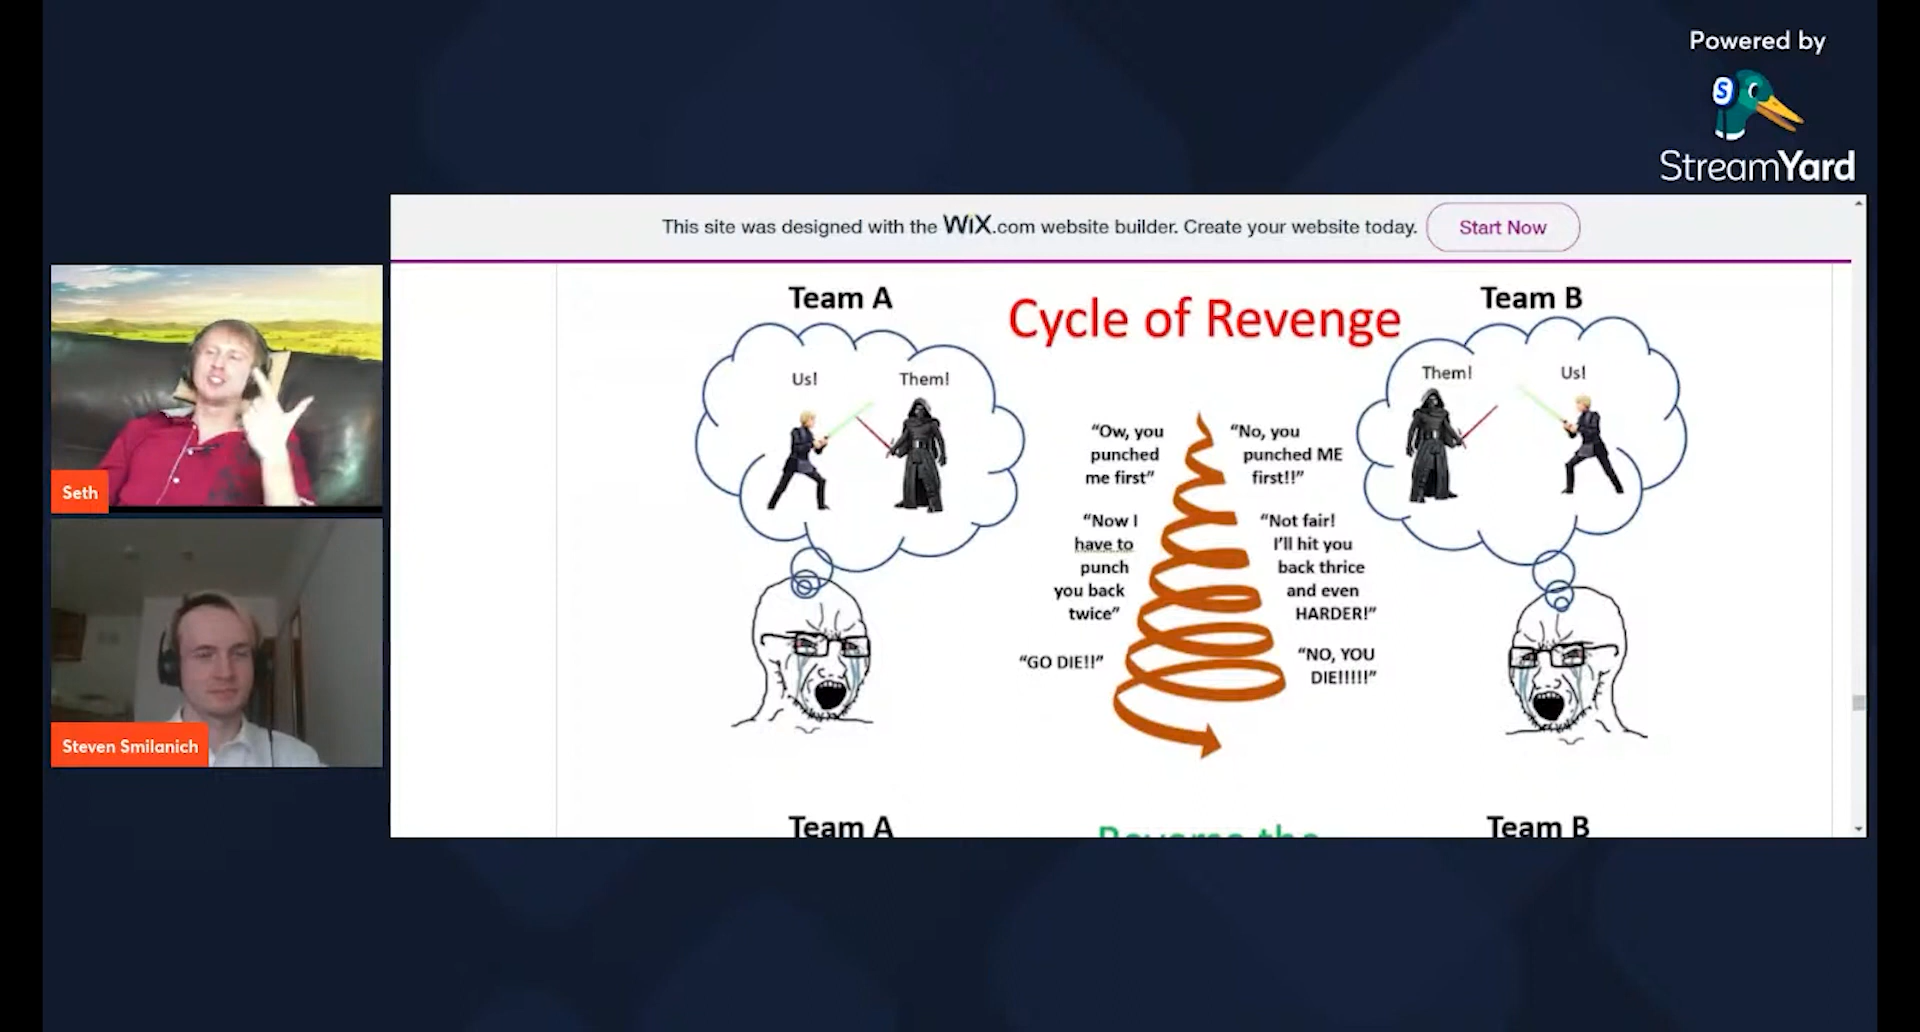 Powered by
S
StreamYard
This site was designed with the WiX.com website builder. Create your website today.
Start Now
Team A
Cycle of Revenge
Team B
Us!
Them!
Them!
Us!
“Ow, you
punched
me first”
“No, you
punched ME
first!!”
“Now I
have to
punch
you back
twice”
“Not fair!
I’ll hit you
back thrice
and even
HARDER!”
“GO DIE!!”
“NO, YOU
DIE!!!!!”
Seth
Steven Smilanich
Team A
Reverse the
Team B